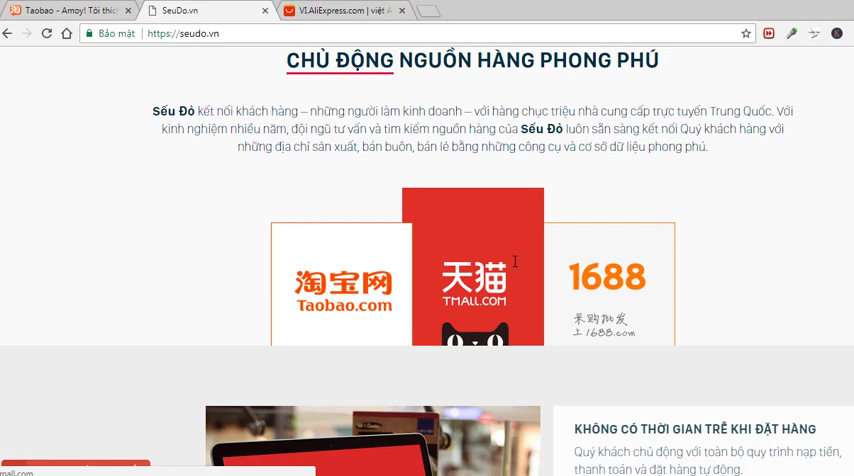 Taobao - Amoy! Tôi thích
SeuDo.vn
VI.AliExpress.com | việt A
Bảo mật
https://seudo.vn
CHỦ ĐỘNG NGUỒN HÀNG PHONG PHÚ
Sếu Đỏ kết nối khách hàng – những người làm kinh doanh – với hàng chục triệu nhà cung cấp trực tuyến Trung Quốc. Với
kinh nghiệm nhiều năm, đội ngũ tư vấn và tìm kiếm nguồn hàng của Sếu Đỏ luôn sẵn sàng kết nối Quý khách hàng với
những địa chỉ sản xuất, bán buôn, bán lẻ bằng những công cụ và cơ sở dữ liệu phong phú.
淘宝网
Taobao.com
天猫
TMALL.COM
1688
采购批发
上1688.com
KHÔNG CÓ THỜI GIAN TRỄ KHI ĐẶT HÀNG
Quý khách chủ động với toàn bộ quy trình nạp tiền,
thanh toán và đặt hàng tự động.
mall.com